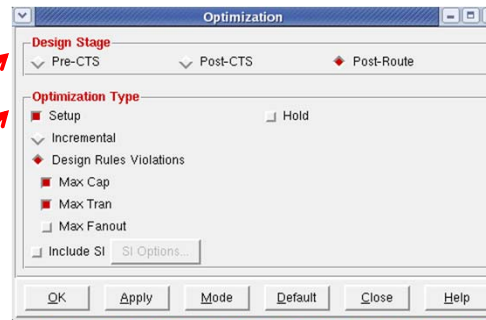 Optimization
Design Stage
Pre-CTS Post-CTS Post-Route
Optimization Type
Setup Hold
Incremental
Design Rules Violations
Max Cap
Max Tran
Max Fanout
Include SI SI Options...
OK Apply Mode Default Close Help